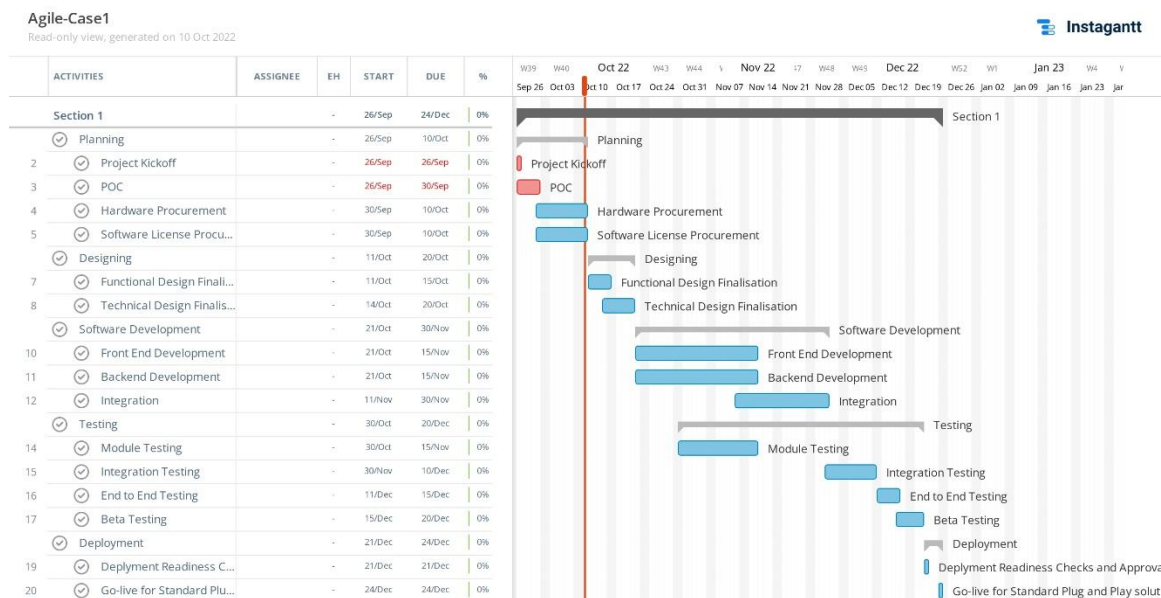 Agile-Case1
Read-only view, generated on 10 Oct 2022
Instagantt
ACTIVITIES ASSIGNEE EH START DUE %
W39 W40 Oct 22 W43 W44 Nov 22 W48 W49 Dec 22 W52 W1 Jan 23 W4
Sep 26 Oct 03 Oct 10 Oct 17 Oct 24 Oct 31 Nov 07 Nov 14 Nov 21 Nov 28 Dec 05 Dec 12 Dec 19 Dec 26 Jan 02 Jan 09 Jan 16 Jan 23 Jan
Section 1 - 26/Sep 24/Dec 0% Section 1
Planning - 26/Sep 10/Oct 0% Planning
2 Project Kickoff - 26/Sep 26/Sep 0% Project Kickoff
3 POC - 26/Sep 30/Sep 0% POC
4 Hardware Procurement - 30/Sep 10/Oct 0% Hardware Procurement
5 Software License Procu... - 30/Sep 10/Oct 0% Software License Procurement
Designing - 11/Oct 20/Oct 0% Designing
7 Functional Design Finali... - 11/Oct 15/Oct 0% Functional Design Finalisation
8 Technical Design Finalis... - 14/Oct 20/Oct 0% Technical Design Finalisation
Software Development - 21/Oct 30/Nov 0% Software Development
10 Front End Development - 21/Oct 15/Nov 0% Front End Development
11 Backend Development - 21/Oct 15/Nov 0% Backend Development
12 Integration - 11/Nov 30/Nov 0% Integration
Testing - 30/Oct 20/Dec 0% Testing
14 Module Testing - 30/Oct 15/Nov 0% Module Testing
15 Integration Testing - 30/Nov 10/Dec 0% Integration Testing
16 End to End Testing - 11/Dec 15/Dec 0% End to End Testing
17 Beta Testing - 15/Dec 20/Dec 0% Beta Testing
Deployment - 21/Dec 24/Dec 0% Deployment
19 Deplyment Readiness C... - 21/Dec 21/Dec 0% Deplyment Readiness Checks and Approva
20 Go-live for Standard Plu... - 24/Dec 24/Dec 0% Go-live for Standard Plug and Play solut